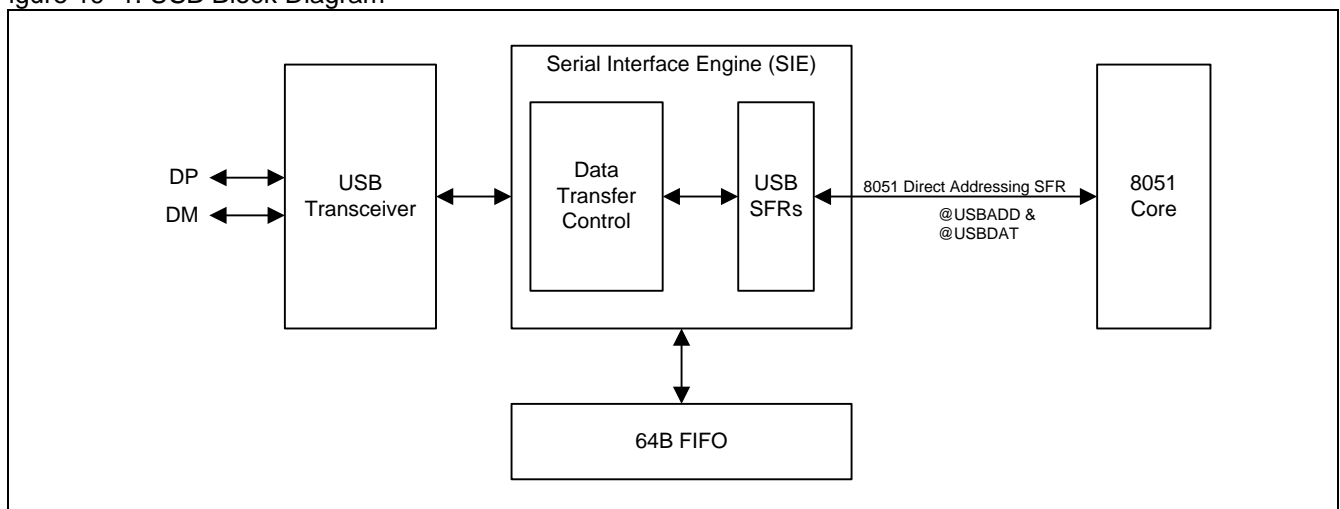 igure 16- 1. USB Block Diagram
Serial Interface Engine (SIE)
DP
DM
USB
Transceiver
Data
Transfer
Control
USB
SFRs
8051 Direct Addressing SFR
@USBADD &
@USBDAT
8051
Core
64B FIFO